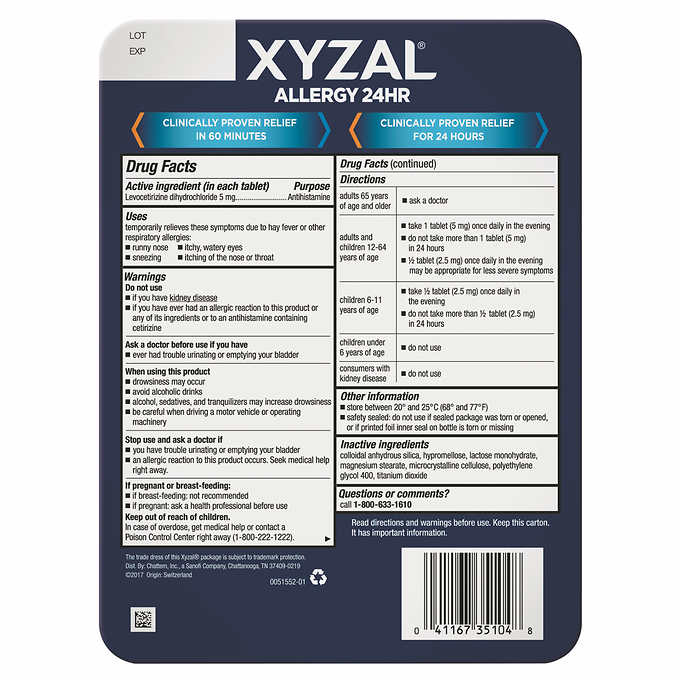 LOT
EXP
XYZAL®
ALLERGY 24HR
CLINICALLY PROVEN RELIEF
IN 60 MINUTES
CLINICALLY PROVEN RELIEF
FOR 24 HOURS
Drug Facts
Active ingredient (in each tablet) Purpose
Levocetirizine dihydrochloride 5 mg....................Antihistamine
Uses
temporarily relieves these symptoms due to hay fever or other
respiratory allergies:
■ runny nose ■ itchy, watery eyes
■ sneezing ■ itching of the nose or throat
Warnings
Do not use
■ if you have kidney disease
■ if you have ever had an allergic reaction to this product or
any of its ingredients or to an antihistamine containing
cetirizine
Ask a doctor before use if you have
■ ever had trouble urinating or emptying your bladder
When using this product
■ drowsiness may occur
■ avoid alcoholic drinks
■ alcohol, sedatives, and tranquilizers may increase drowsiness
■ be careful when driving a motor vehicle or operating
machinery
Stop use and ask a doctor if
■ you have trouble urinating or emptying your bladder
■ an allergic reaction to this product occurs. Seek medical help
right away.
If pregnant or breast-feeding:
■ if breast-feeding: not recommended
■ if pregnant: ask a health professional before use
Keep out of reach of children.
In case of overdose, get medical help or contact a
Poison Control Center right away (1-800-222-1222).
Drug Facts (continued)
Directions
adults 65 years
of age and older
■ ask a doctor
adults and
children 12-64
years of age
■ take 1 tablet (5 mg) once daily in the evening
■ do not take more than 1 tablet (5 mg)
in 24 hours
■ ½ tablet (2.5 mg) once daily in the evening
may be appropriate for less severe symptoms
children 6-11
years of age
■ take ½ tablet (2.5 mg) once daily in
the evening
■ do not take more than ½ tablet (2.5 mg)
in 24 hours
children under
6 years of age
■ do not use
consumers with
kidney disease
■ do not use
Other information
■ store between 20° and 25°C (68° and 77°F)
■ safety sealed: do not use if sealed package was torn or opened,
or if printed foil inner seal on bottle is torn or missing
Inactive ingredients
colloidal anhydrous silica, hypromellose, lactose monohydrate,
magnesium stearate, microcrystalline cellulose, polyethylene
glycol 400, titanium dioxide
Questions or comments?
call 1-800-633-1610
Read directions and warnings before use. Keep this carton.
It has important information.
The trade dress of this Xyzal® package is subject to trademark protection.
Dist. By: Chattem, Inc., a Sanofi Company, Chattanooga, TN 37409-0219
©2017 Origin: Switzerland
0051552-01
0 41167 35104 8